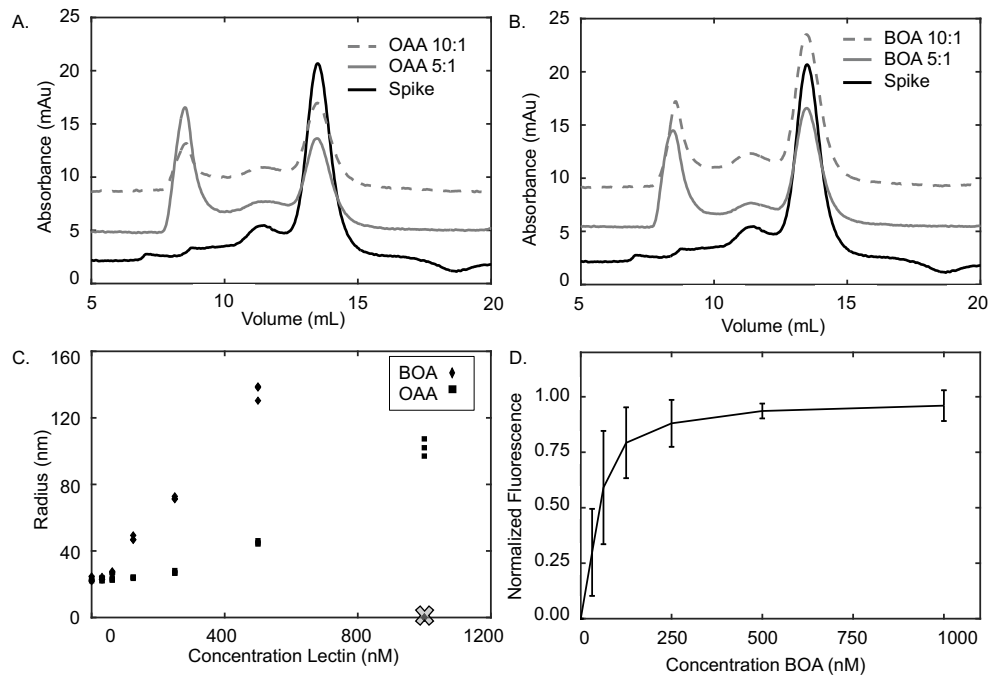 A.
25
20
15
10
5
0
Absorbance (mAu)
OAA 10:1
OAA 5:1
Spike
5 10 15 20
Volume (mL)
B.
25
20
15
10
5
0
Absorbance (mAu)
BOA 10:1
BOA 5:1
Spike
5 10 15 20
Volume (mL)
C.
160
120
80
40
0
Radius (nm)
BOA
OAA
0 400 800 1200
Concentration Lectin (nM)
D.
1.00
0.75
0.50
0.25
0.00
Normalized Fluorescence
0 250 500 750 1000
Concentration BOA (nM)